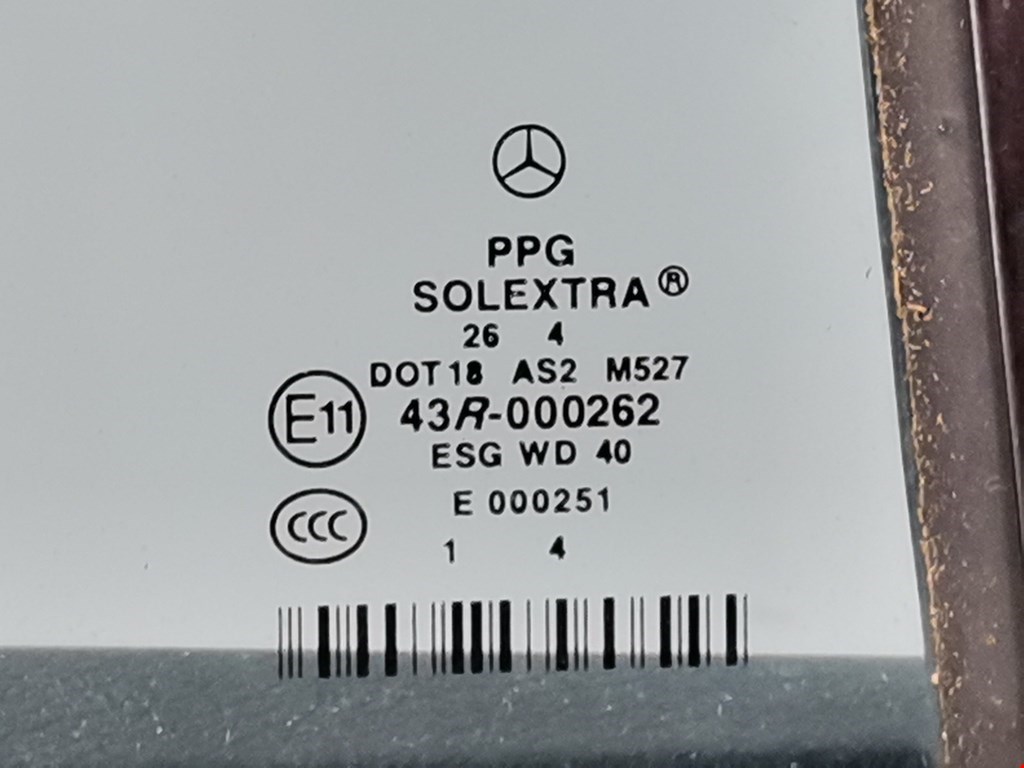 PPG
SOLEXTRA®
26 4
DOT 18 AS2 M527
E11 43R-000262
ESG WD 40
E 000251
CCC
1 4